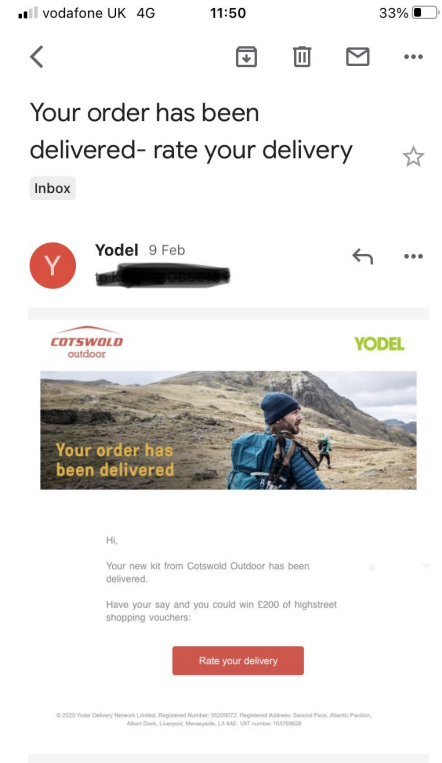 vodafone UK 4G 11:50 33%
Your order has been
delivered- rate your delivery
Inbox
Y
Yodel 9 Feb
COTSWOLD
outdoor
YODEL
Your order has
been delivered
Hi,
Your new kit from Cotswold Outdoor has been
delivered.
Have your say and you could win £200 of highstreet
shopping vouchers:
Rate your delivery
© 2020 Yodel Delivery Network Limited. Registered Number: 05200072. Registered Address: Second Floor, Atlantic Pavilion,
Albert Dock, Liverpool, Merseyside, L3 4AE. VAT number 163768628